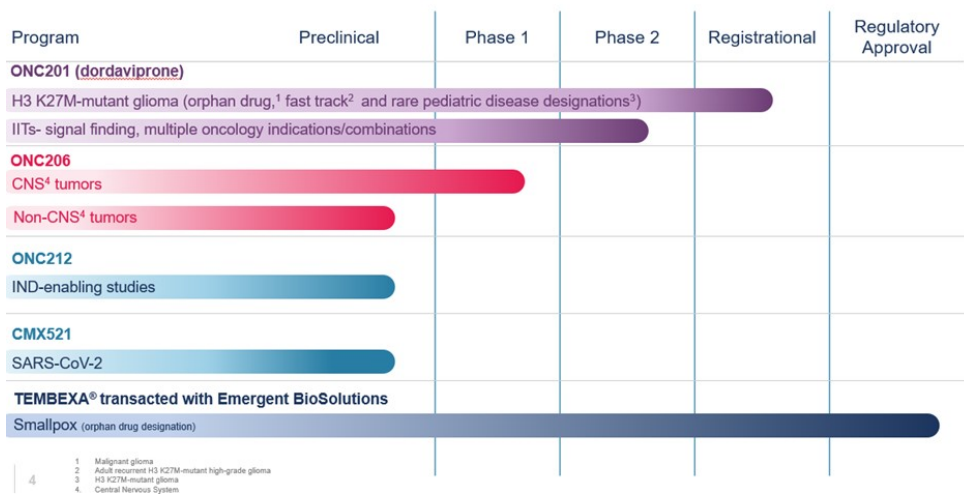 Program Preclinical Phase 1 Phase 2 Registrational Regulatory
Approval
ONC201 (dordaviprone)
H3 K27M-mutant glioma (orphan drug,¹ fast track² and rare pediatric disease designations³)
IITs- signal finding, multiple oncology indications/combinations
ONC206
CNS⁴ tumors
Non-CNS⁴ tumors
ONC212
IND-enabling studies
CMX521
SARS-CoV-2
TEMBEXA® transacted with Emergent BioSolutions
Smallpox (orphan drug designation)
4
1 Malignant glioma
2 Adult recurrent H3 K27M-mutant high-grade glioma
3 H3 K27M-mutant glioma
4. Central Nervous System